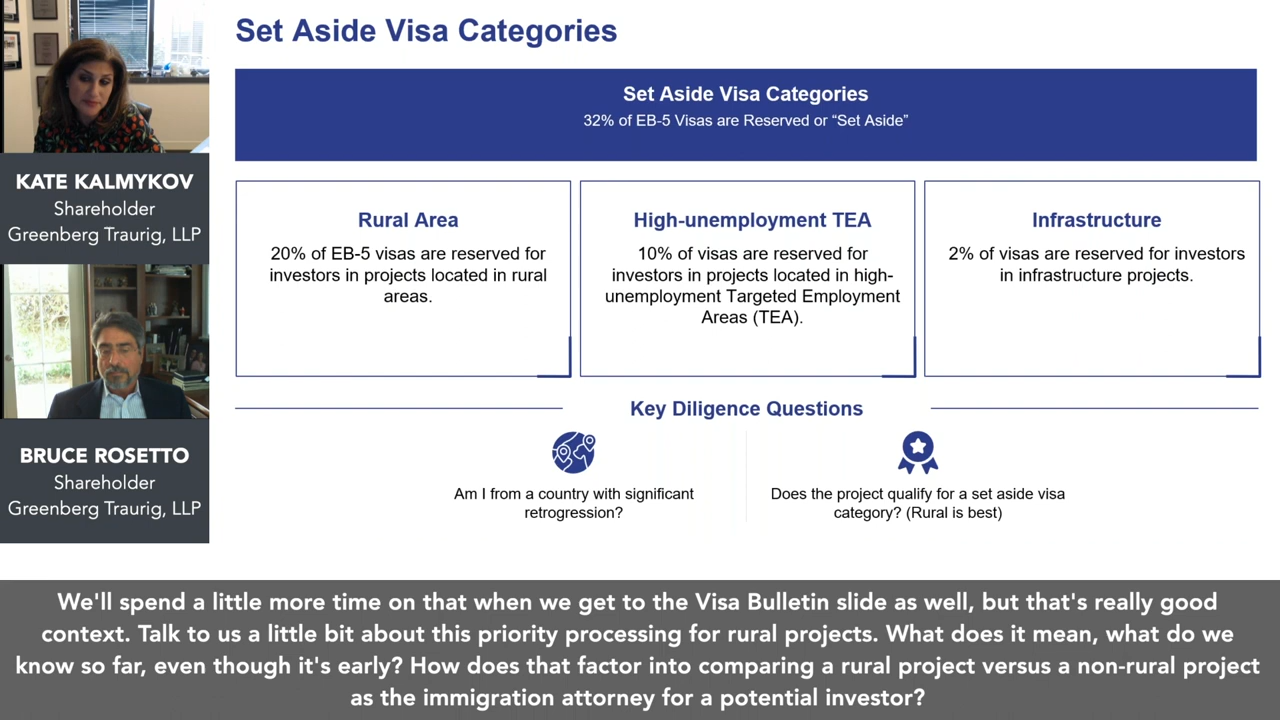 Set Aside Visa Categories
Set Aside Visa Categories
32% of EB-5 Visas are Reserved or “Set Aside”
KATE KALMYKOV
Shareholder
Greenberg Traurig, LLP
Rural Area
20% of EB-5 visas are reserved for
investors in projects located in rural
areas.
High-unemployment TEA
10% of visas are reserved for
investors in projects located in high-
unemployment Targeted Employment
Areas (TEA).
Infrastructure
2% of visas are reserved for investors
in infrastructure projects.
BRUCE ROSETTO
Shareholder
Greenberg Traurig, LLP
Key Diligence Questions
Am I from a country with significant
retrogression?
Does the project qualify for a set aside visa
category? (Rural is best)
We'll spend a little more time on that when we get to the Visa Bulletin slide as well, but that's really good
context. Talk to us a little bit about this priority processing for rural projects. What does it mean, what do we
know so far, even though it's early? How does that factor into comparing a rural project versus a non-rural project
as the immigration attorney for a potential investor?